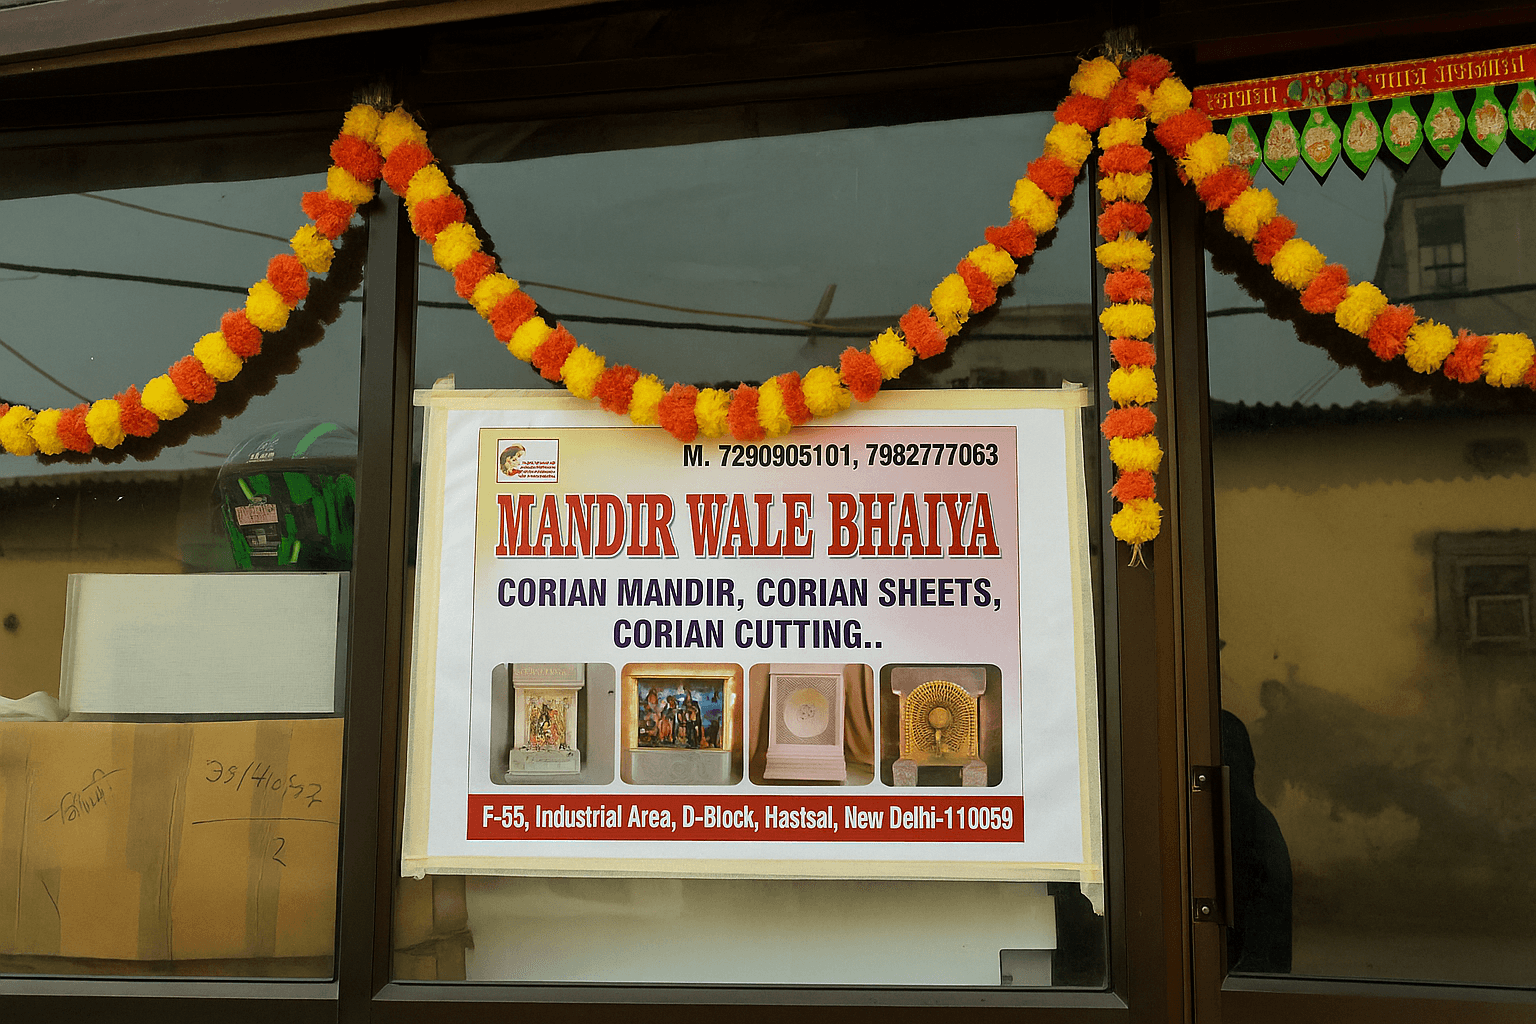 M. 7290905101, 7982777063
MANDIR WALE BHAIYA
CORIAN MANDIR, CORIAN SHEETS,
CORIAN CUTTING..
F-55, Industrial Area, D-Block, Hastsal, New Delhi-110059
2